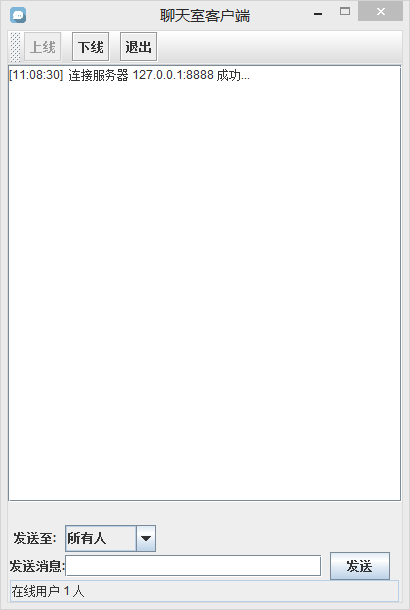 聊天室客户端
上线 下线 退出
[11:08:30] 连接服务器 127.0.0.1:8888 成功...
发送至: 所有人
发送消息: 发送
在线用户 1 人